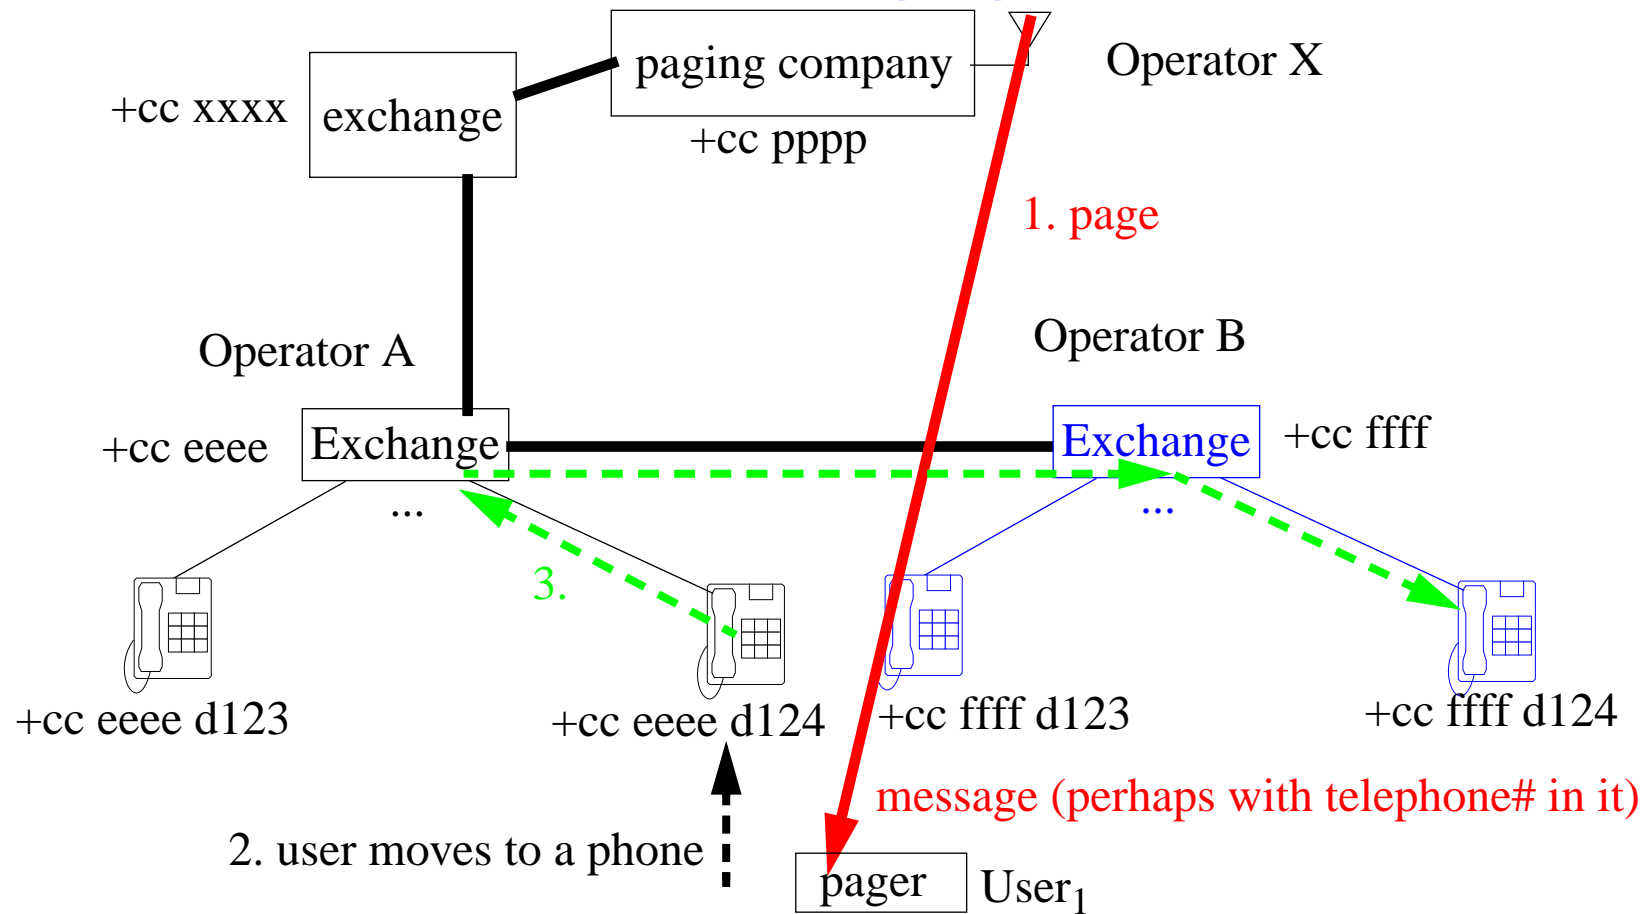 paging company
Operator X
+cc xxxx
exchange
+cc pppp
1. page
Operator A
Operator B
+cc eeee
Exchange
Exchange
+cc ffff
...
...
3.
+cc eeee d123
+cc eeee d124
+cc ffff d123
+cc ffff d124
message (perhaps with telephone# in it)
2. user moves to a phone
pager
User1